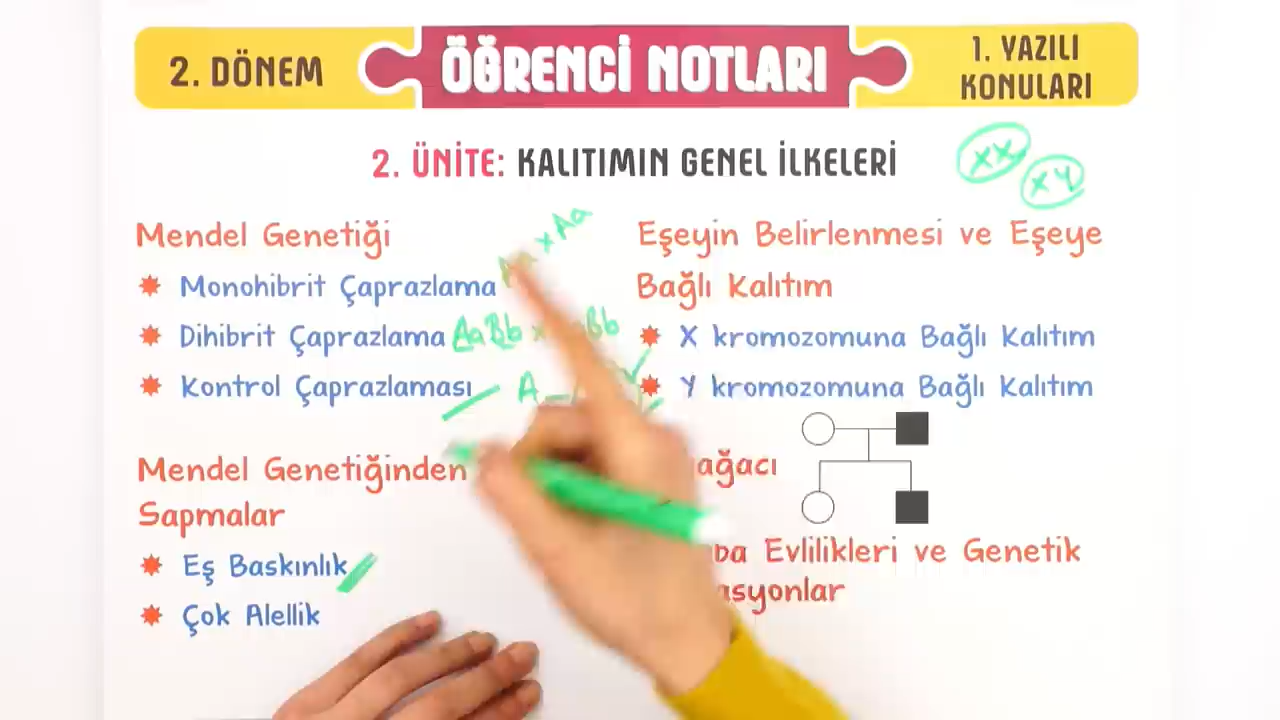 2. DÖNEM
ÖĞRENCİ NOTLARI
1. YAZILI
KONULARI
2. ÜNİTE: KALITIMIN GENEL İLKELERİ
XX
XY
Mendel Genetiği
Monohibrit Çaprazlama
x Aa
Dihibrit Çaprazlama AaBb x
Kontrol Çaprazlaması
A
Mendel Genetiğinden
Sapmalar
Eş Baskınlık
Çok Alellik
Eşeyin Belirlenmesi ve Eşeye
Bağlı Kalıtım
X kromozomuna Bağlı Kalıtım
Y kromozomuna Bağlı Kalıtım
Evlilikleri ve Genetik